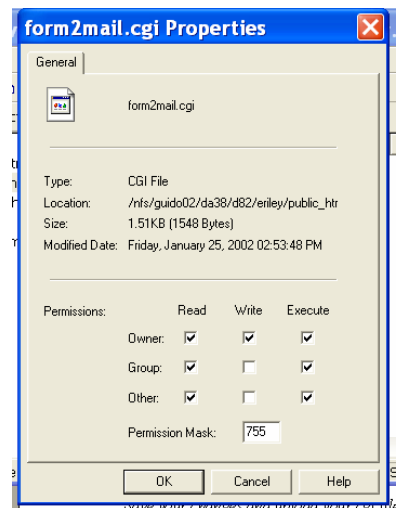 form2mail.cgi Properties
General
form2mail.cgi
Type: CGI File
Location: /nfs/guido02/da38/d82/eriley/public_htr
Size: 1.51KB (1548 Bytes)
Modified Date: Friday, January 25, 2002 02:53:48 PM
Permissions: Read Write Execute
Owner:
Group:
Other:
Permission Mask: 755
OK Cancel Help